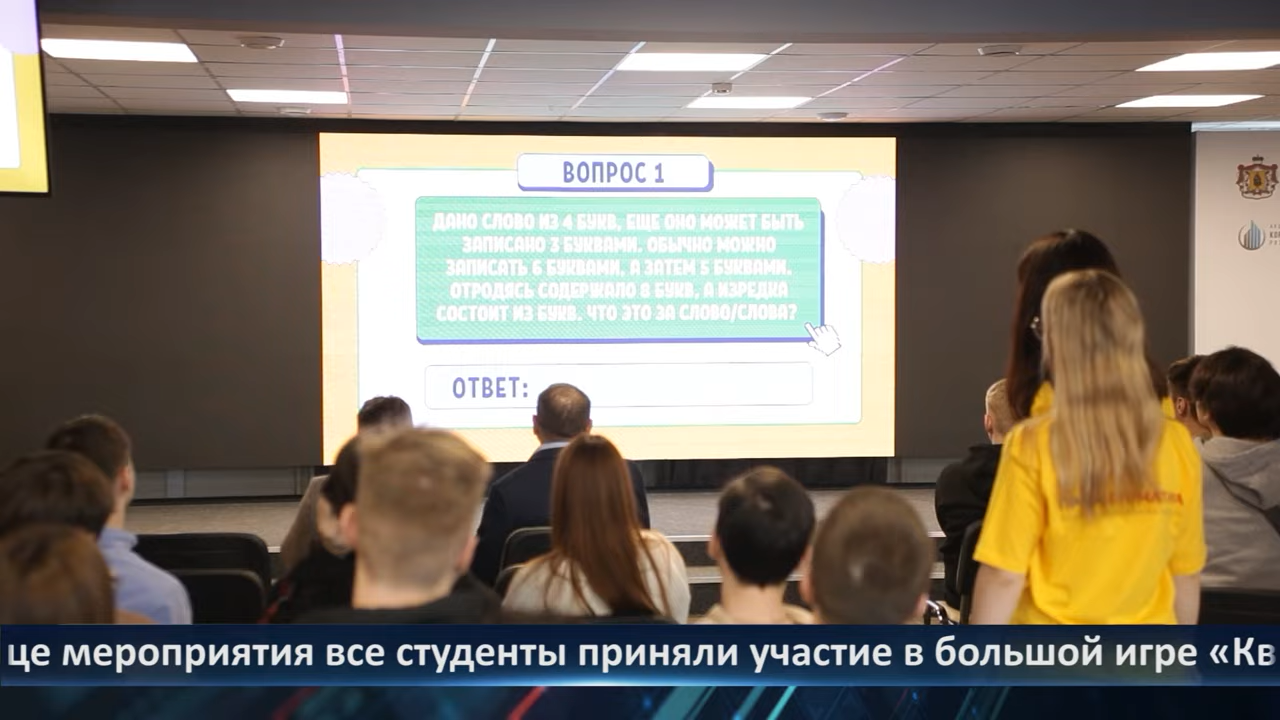 ВОПРОС 1
ДАНО СЛОВО ИЗ 4 БУКВ, ЕЩЕ ОНО МОЖЕТ БЫТЬ
ЗАПИСАНО 3 БУКВАМИ. ОБЫЧНО МОЖНО
ЗАПИСАТЬ 6 БУКВАМИ, А ЗАТЕМ 5 БУКВАМИ.
ОТРОДЯСЬ СОДЕРЖАЛО 8 БУКВ, А ИЗРЕДКА
СОСТОИТ ИЗ БУКВ. ЧТО ЭТО ЗА СЛОВО/СЛОВА?
ОТВЕТ:
це мероприятия все студенты приняли участие в большой игре «Кв